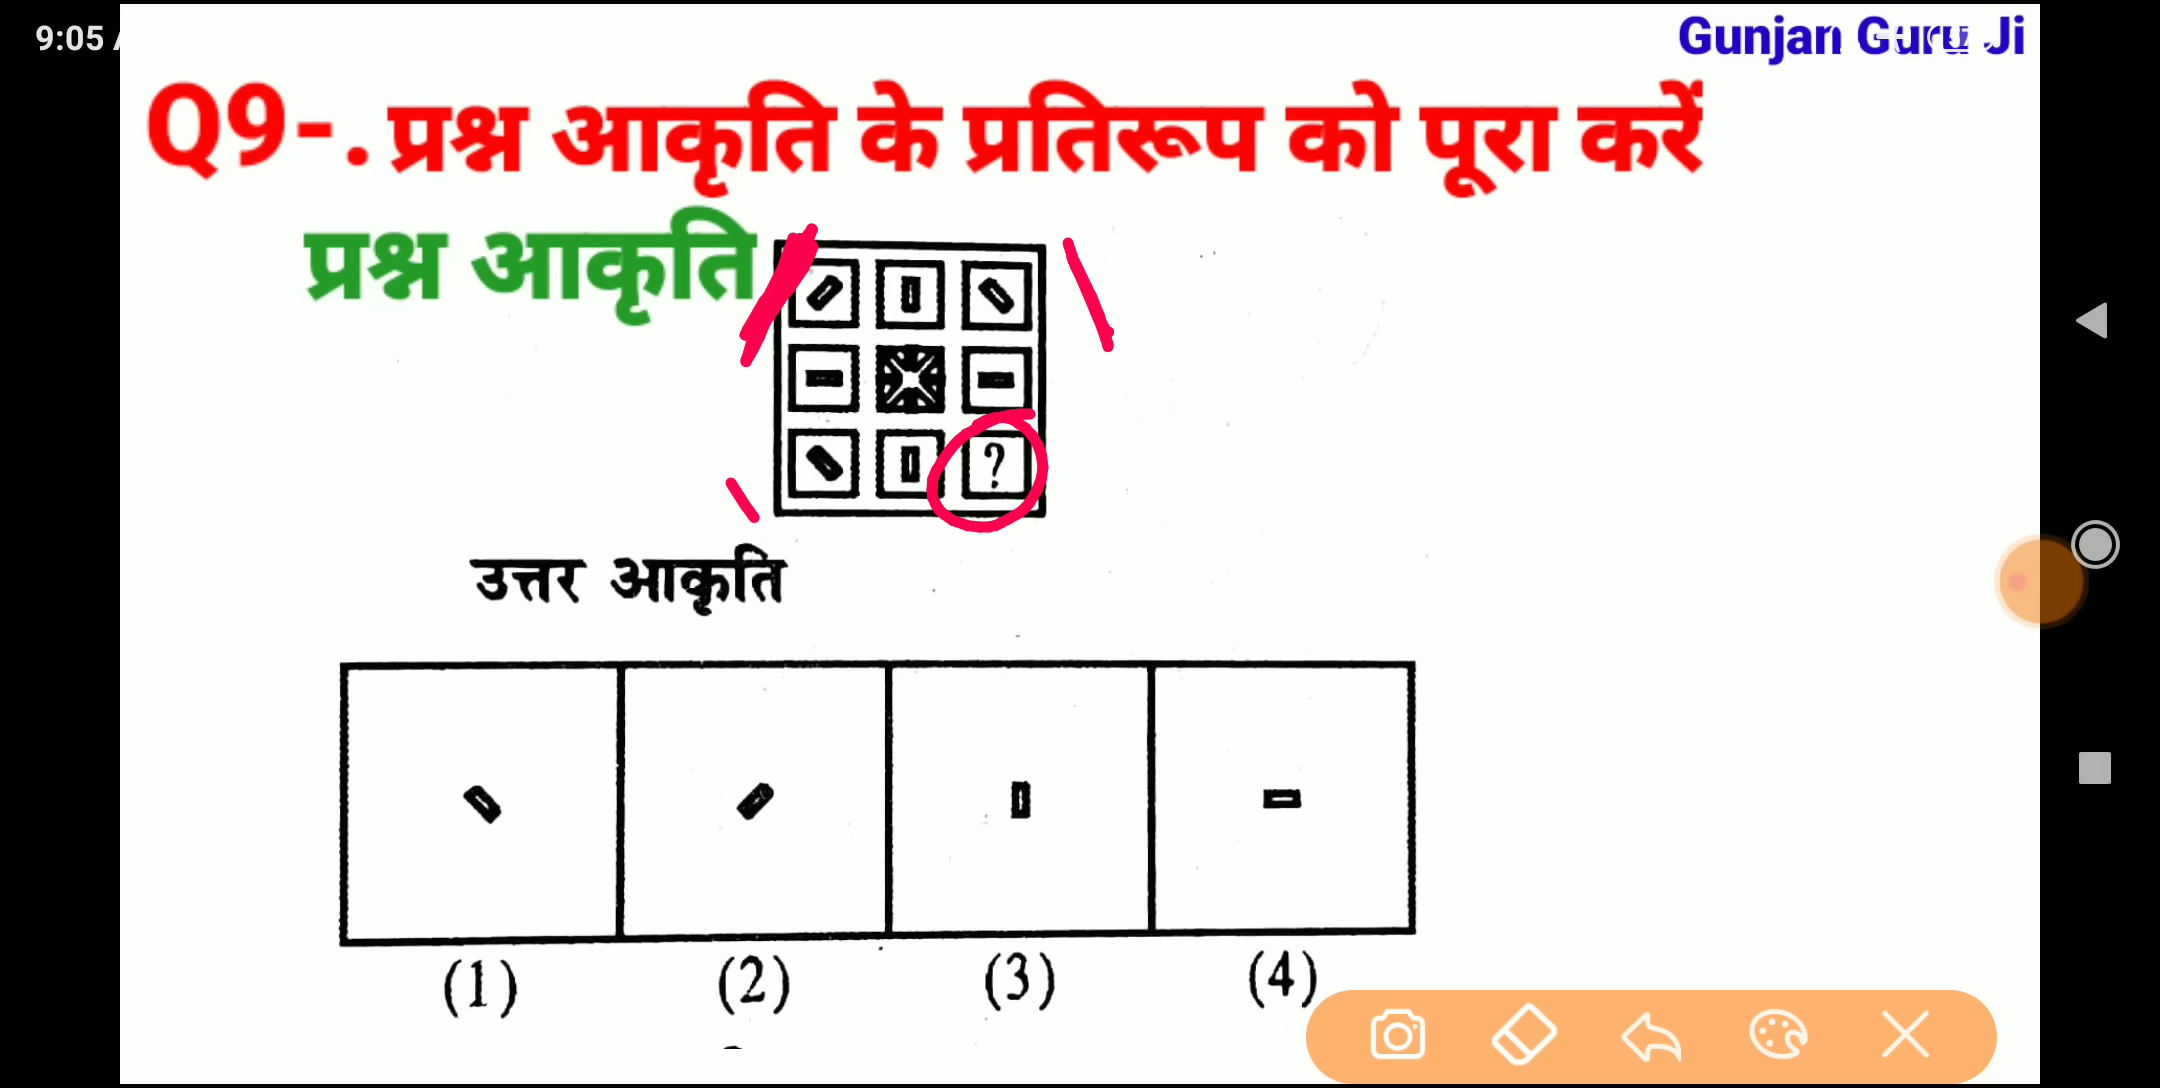 9:05
Gunjan Guru Ji
Q9-. प्रश्न आकृति के प्रतिरूप को पूरा करें
प्रश्न आकृति
?
उत्तर आकृति
(1) (2) (3) (4)